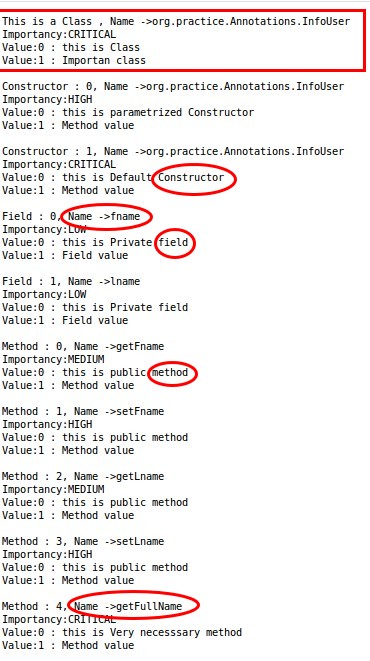 This is a Class , Name ->org.practice.Annotations.InfoUser
Importancy:CRITICAL
Value:0 : this is Class
Value:1 : Importan class
Constructor : 0, Name ->org.practice.Annotations.InfoUser
Importancy:HIGH
Value:0 : this is parametrized Constructor
Value:1 : Method value
Constructor : 1, Name ->org.practice.Annotations.InfoUser
Importancy:CRITICAL
Value:0 : this is Default Constructor
Value:1 : Method value
Field : 0, Name ->fname
Importancy:LOW
Value:0 : this is Private field
Value:1 : Field value
Field : 1, Name ->lname
Importancy:LOW
Value:0 : this is Private field
Value:1 : Field value
Method : 0, Name ->getFname
Importancy:MEDIUM
Value:0 : this is public method
Value:1 : Method value
Method : 1, Name ->setFname
Importancy:HIGH
Value:0 : this is public method
Value:1 : Method value
Method : 2, Name ->getLname
Importancy:MEDIUM
Value:0 : this is public method
Value:1 : Method value
Method : 3, Name ->setLname
Importancy:HIGH
Value:0 : this is public method
Value:1 : Method value
Method : 4, Name ->getFullName
Importancy:CRITICAL
Value:0 : this is Very necesssary method
Value:1 : Method value